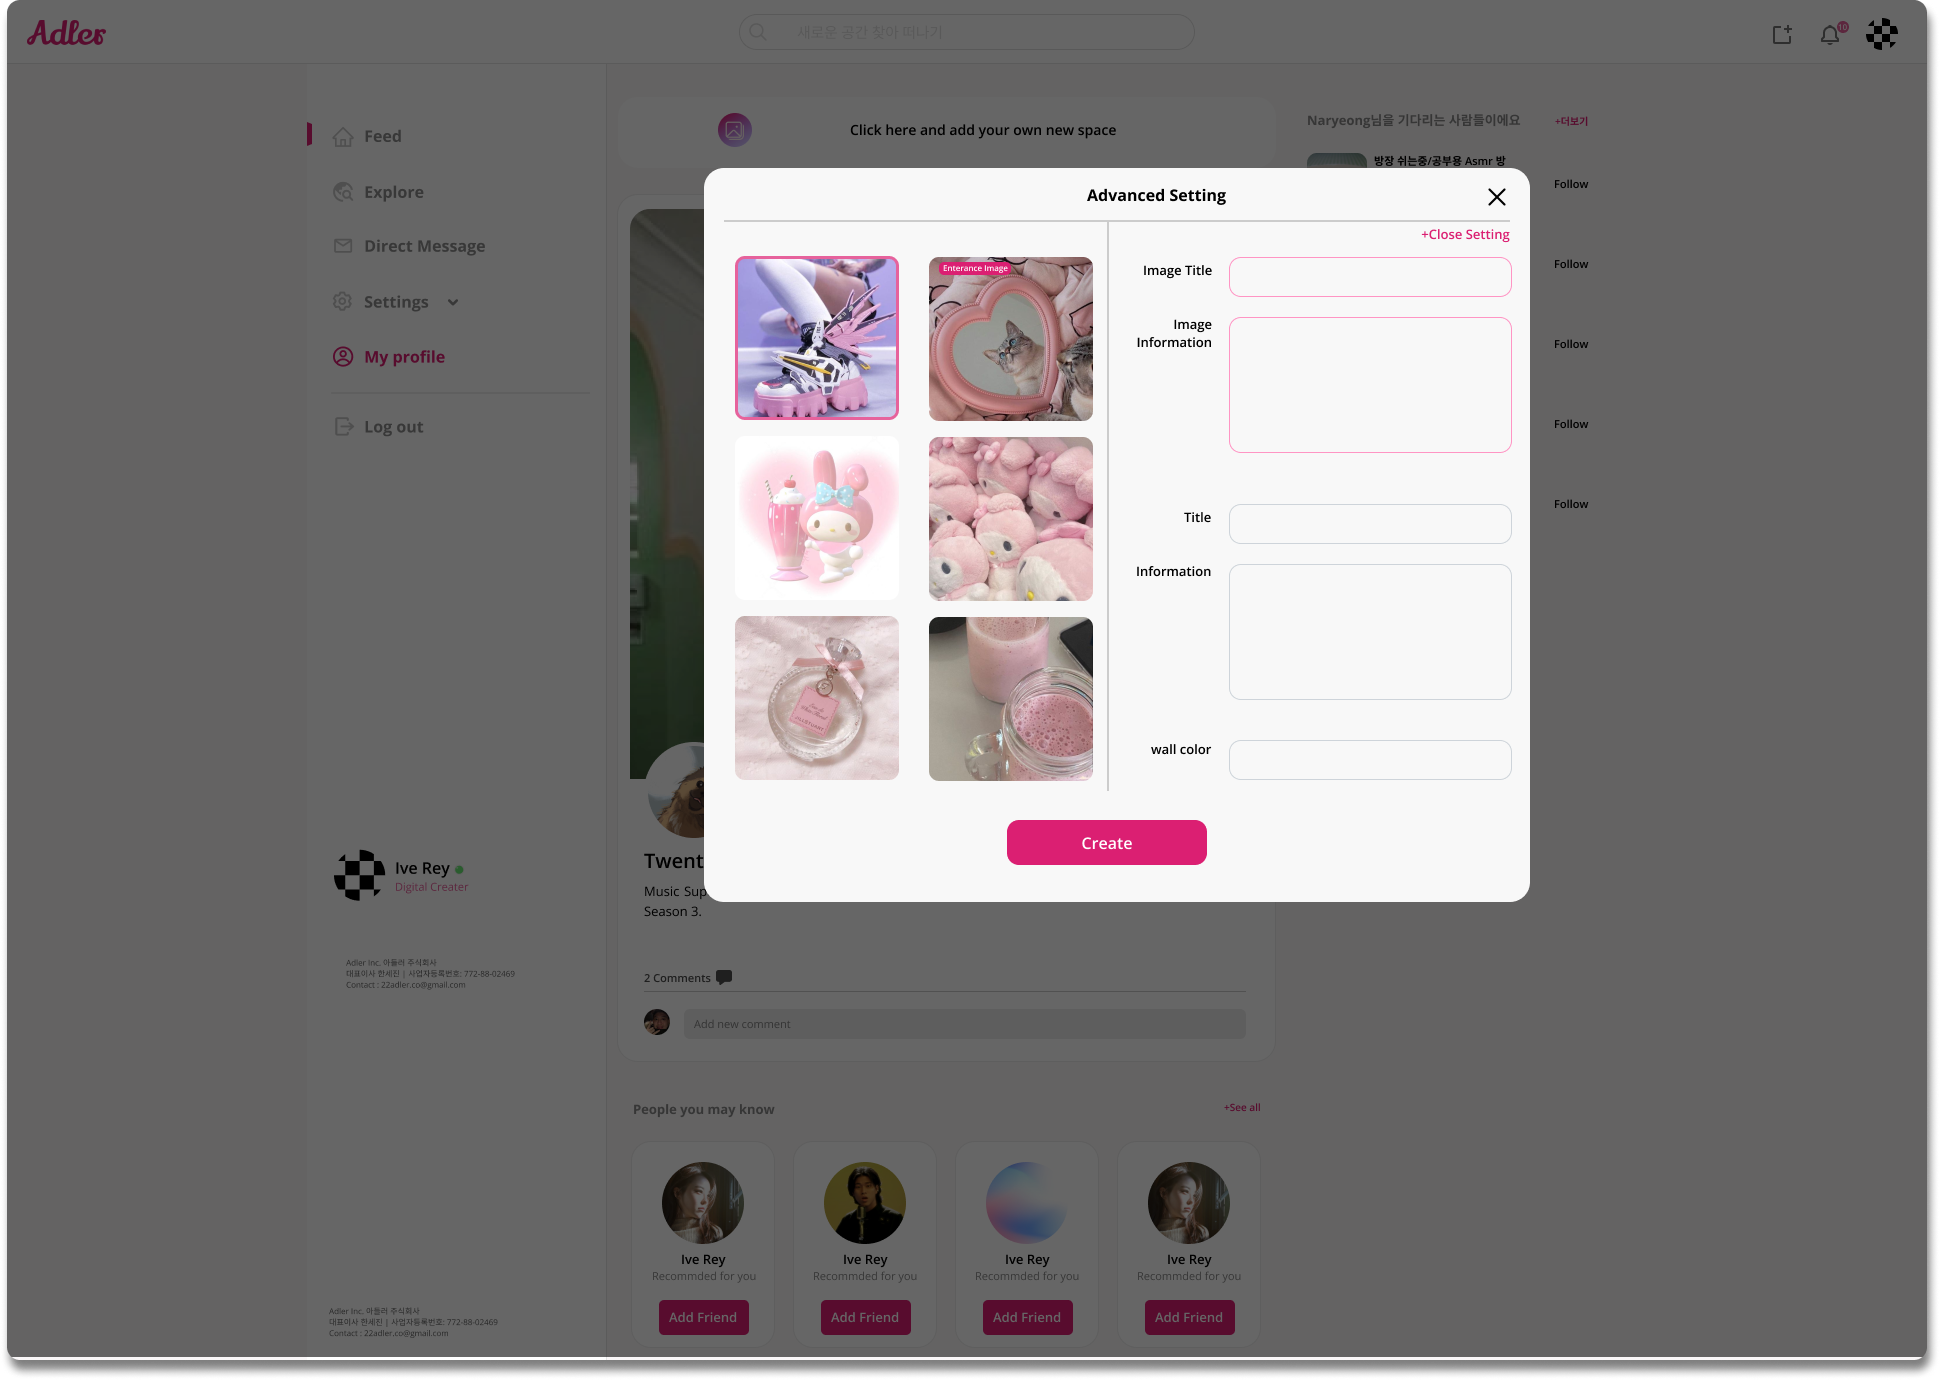 Adler
새로운 공간 찾아 떠나기
10
Feed
Explore
Direct Message
Settings
My profile
Log out
Ive Rey
Digital Creater
Adler Inc, 아들러 주식회사
대표이사 한세진 | 사업자등록번호: 772-88-02469
Contact : 22adler.co@gmail.com
Adler Inc, 아들러 주식회사
대표이사 한세진 | 사업자등록번호: 772-88-02469
Contact : 22adler.co@gmail.com
Click here and add your own new space
Twent
Music Sup
Season 3.
2 Comments
Add new comment
People you may know
+See all
Ive Rey
Recommded for you
Add Friend
Ive Rey
Recommded for you
Add Friend
Ive Rey
Recommded for you
Add Friend
Ive Rey
Recommded for you
Add Friend
Naryeong님을 기다리는 사람들이에요
+더보기
방장 쉬는중/공부용 Asmr 방
Follow
Follow
Follow
Follow
Follow
Advanced Setting
+Close Setting
Enterance Image
JILLSTUART
Image Title
Image
Information
Title
Information
wall color
Create